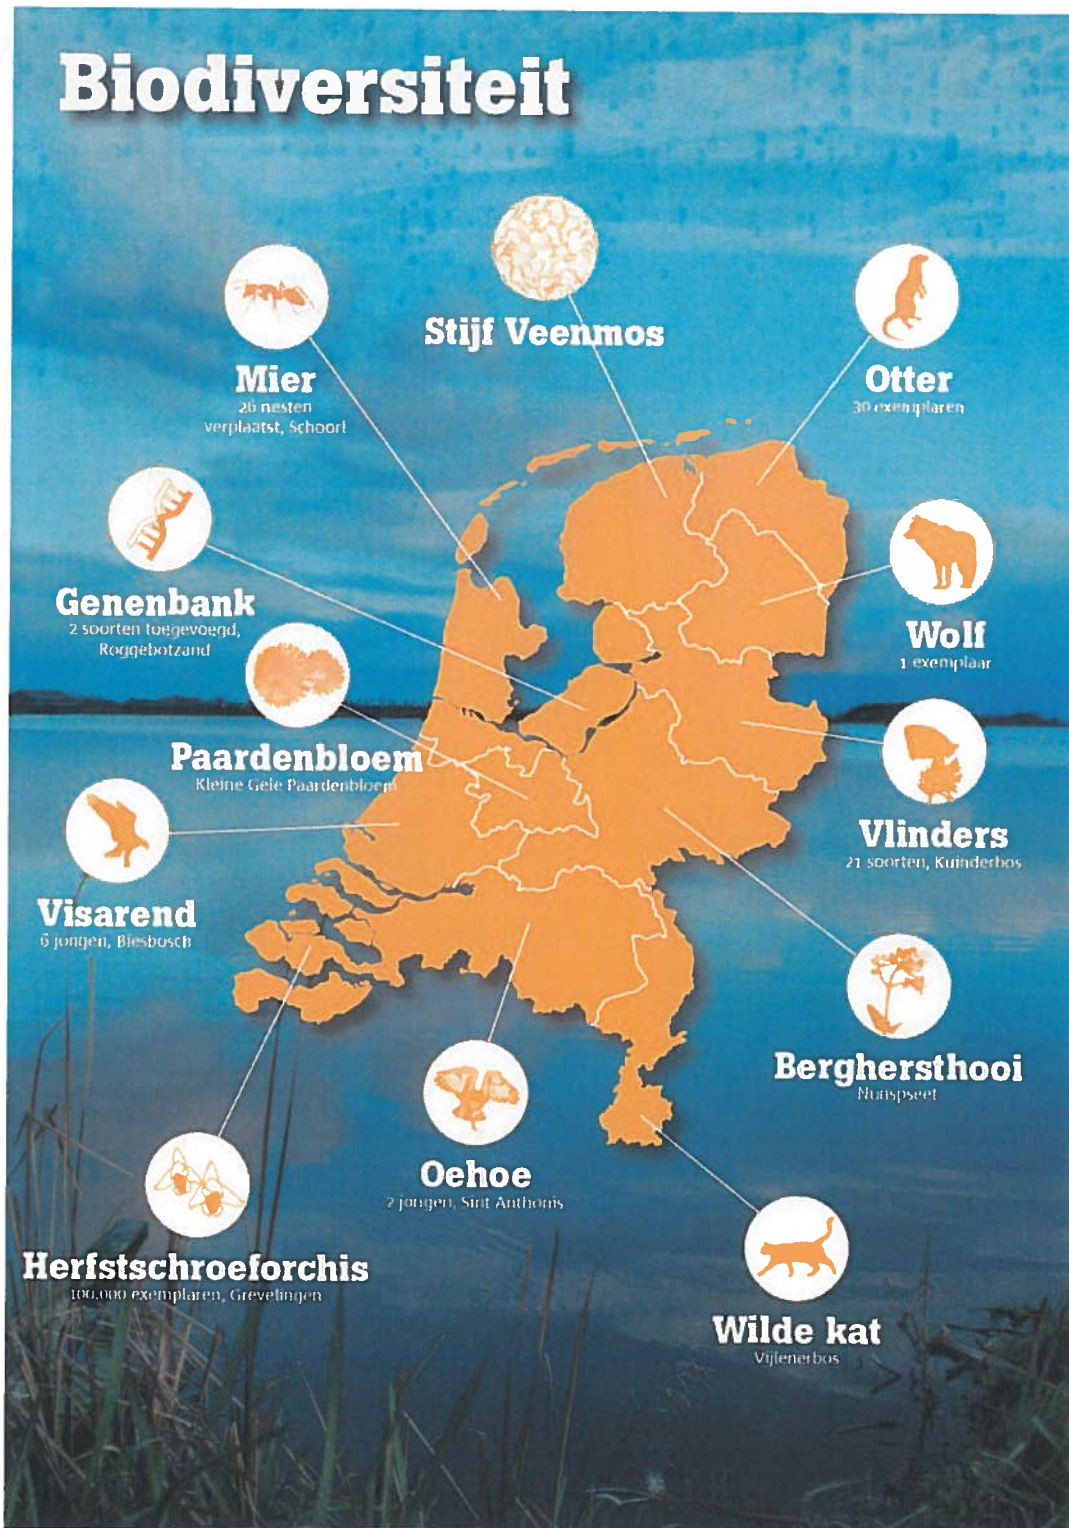 Biodiversiteit
Stijf Veenmos
Mier
26 nesten
verplaatst, Schoorl
Otter
30 exemplaren
Genenbank
2 soorten toegevoegd,
Roggebotzand
Wolf
1 exemplaar
Paardenbloem
Kleine Gele Paardenbloem
Vlinders
21 soorten, Kuinderbos
Visarend
6 jongen, Biesbosch
Berghersthooi
Nunspseet
Oehoe
2 jongen, Sint Anthonis
Herfstschroeforchis
100.000 exemplaren, Grevelingen
Wilde kat
Vijlenerbos